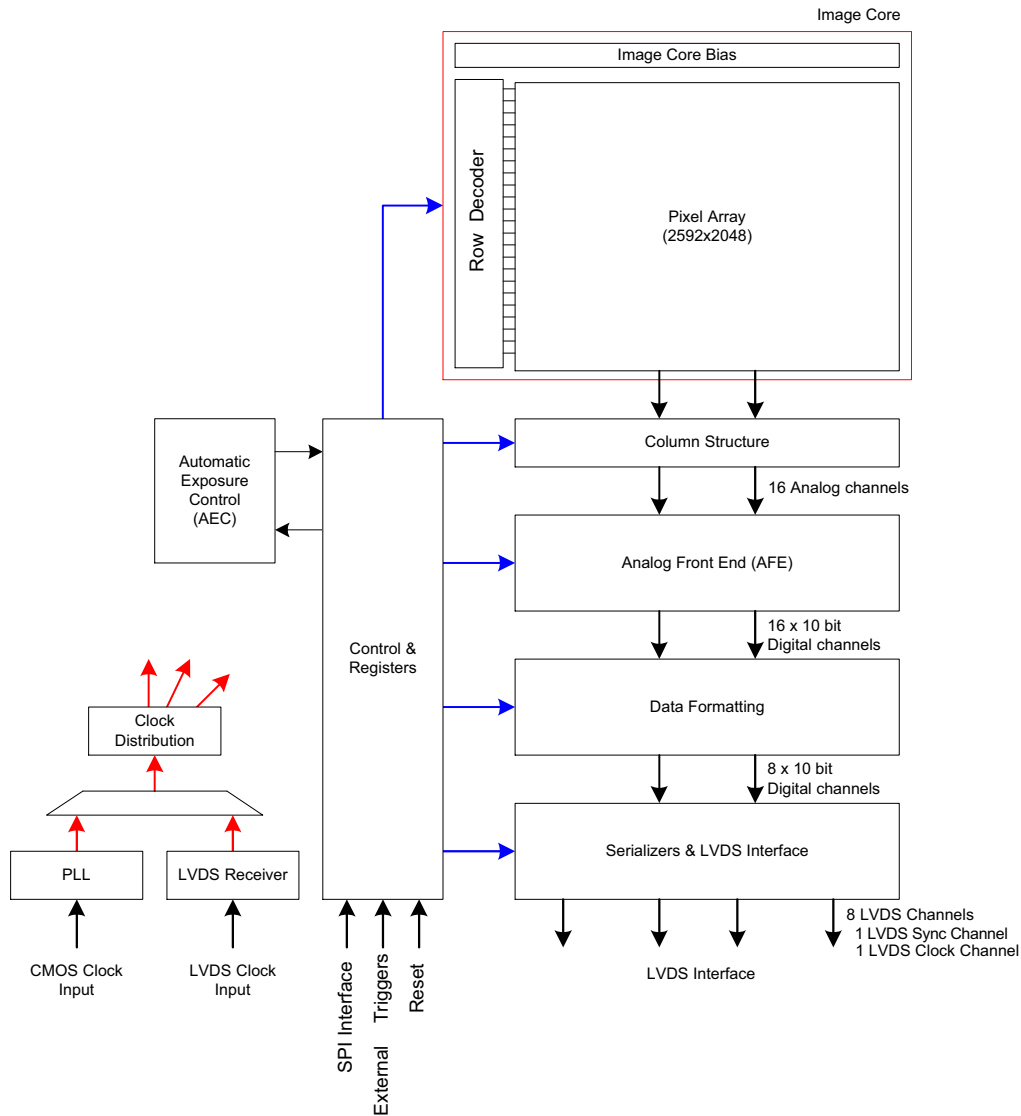 Image Core
Image Core Bias
Row Decoder
Pixel Array
(2592x2048)
Column Structure
16 Analog channels
Automatic
Exposure
Control
(AEC)
Analog Front End (AFE)
16 x 10 bit
Digital channels
Control &
Registers
Data Formatting
Clock
Distribution
8 x 10 bit
Digital channels
Serializers & LVDS Interface
PLL
LVDS Receiver
8 LVDS Channels
1 LVDS Sync Channel
1 LVDS Clock Channel
CMOS Clock
Input
LVDS Clock
Input
SPI Interface
External Triggers
Reset
LVDS Interface